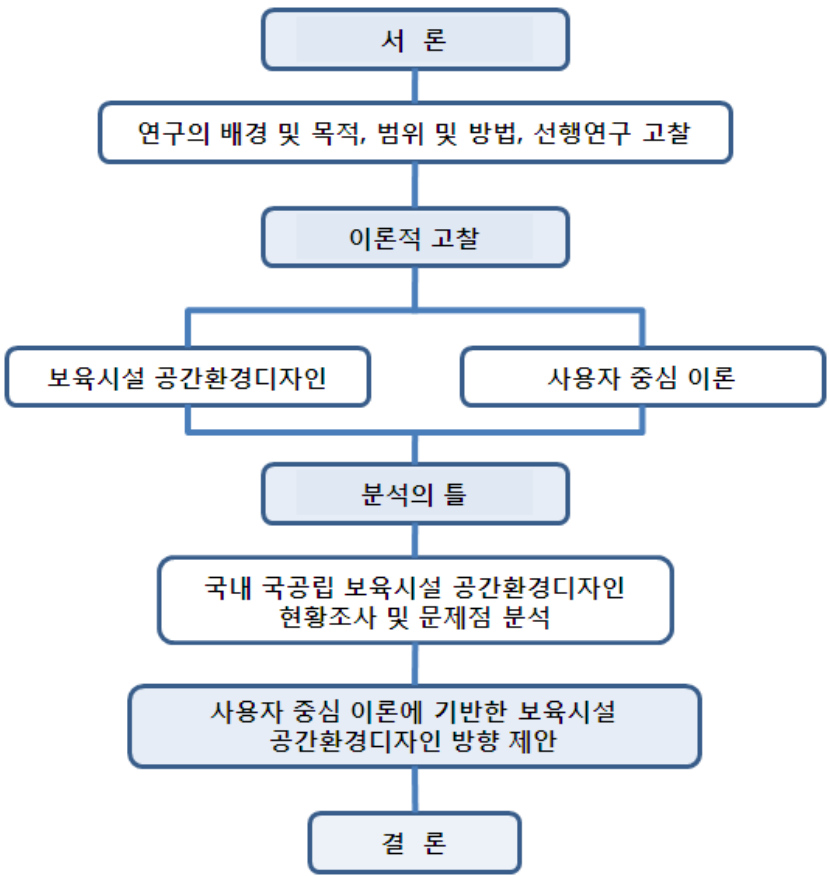 서 론
연구의 배경 및 목적, 범위 및 방법, 선행연구 고찰
이론적 고찰
보육시설 공간환경디자인
사용자 중심 이론
분석의 틀
국내 국공립 보육시설 공간환경디자인
현황조사 및 문제점 분석
사용자 중심 이론에 기반한 보육시설
공간환경디자인 방향 제안
결 론